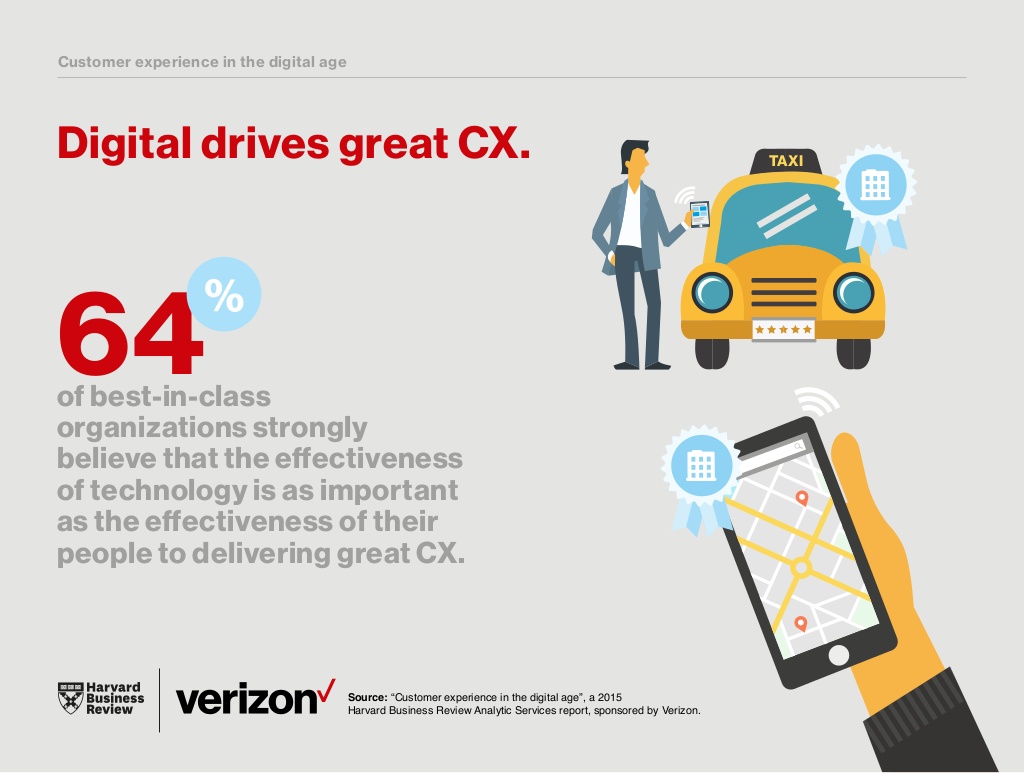 Customer experience in the digital age
Digital drives great CX.
64%
of best-in-class
organizations strongly
believe that the effectiveness
of technology is as important
as the effectiveness of their
people to delivering great CX.
TAXI
Harvard
Business
Review
verizon✓
Source: “Customer experience in the digital age”, a 2015
Harvard Business Review Analytic Services report, sponsored by Verizon.